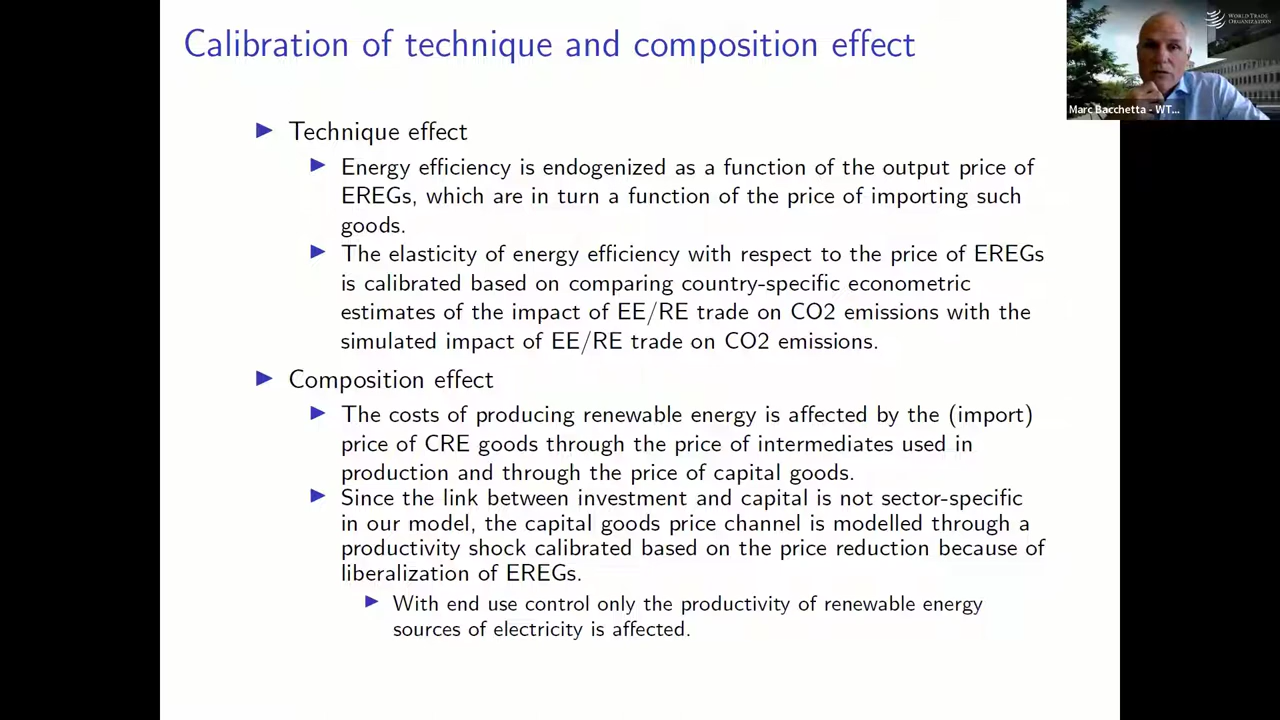 Calibration of technique and composition effect
WORLD TRADE
ORGANIZATION
Marc Bacchetta - WT...
Technique effect
Energy efficiency is endogenized as a function of the output price of
EREGs, which are in turn a function of the price of importing such
goods.
The elasticity of energy efficiency with respect to the price of EREGs
is calibrated based on comparing country-specific econometric
estimates of the impact of EE/RE trade on CO2 emissions with the
simulated impact of EE/RE trade on CO2 emissions.
Composition effect
The costs of producing renewable energy is affected by the (import)
price of CRE goods through the price of intermediates used in
production and through the price of capital goods.
Since the link between investment and capital is not sector-specific
in our model, the capital goods price channel is modelled through a
productivity shock calibrated based on the price reduction because of
liberalization of EREGs.
With end use control only the productivity of renewable energy
sources of electricity is affected.